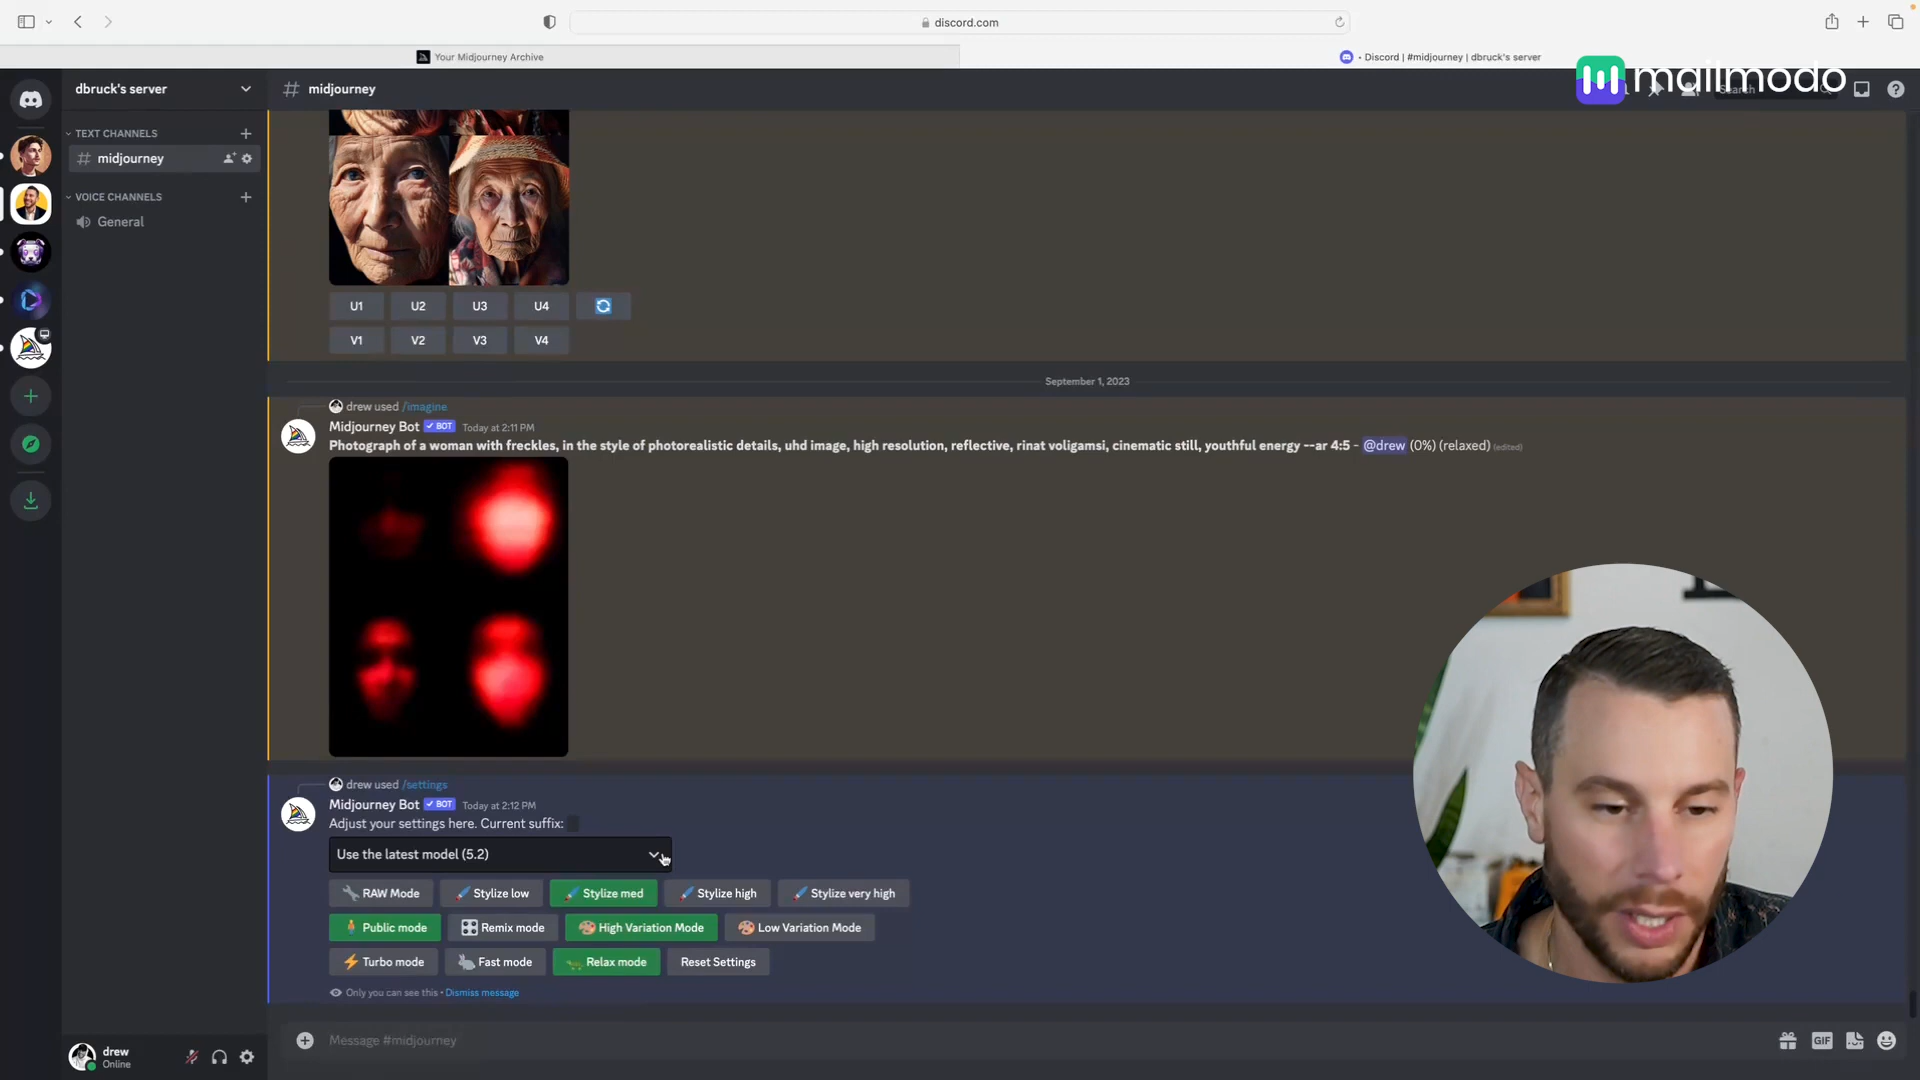 discord.com
Your Midjourney Archive
• Discord | #midjourney | dbruck's server
mailmodo
dbruck's server
midjourney
Search
TEXT CHANNELS
midjourney
VOICE CHANNELS
General
U1 U2 U3 U4
V1 V2 V3 V4
September 1, 2023
drew used /imagine
Midjourney Bot ✓ BOT Today at 2:11 PM
Photograph of a woman with freckles, in the style of photorealistic details, uhd image, high resolution, reflective, rinat voligamsi, cinematic still, youthful energy --ar 4:5 - @drew (0%) (relaxed) (edited)
drew used /settings
Midjourney Bot ✓ BOT Today at 2:12 PM
Adjust your settings here. Current suffix:
Use the latest model (5.2)
RAW Mode Stylize low Stylize med Stylize high Stylize very high
Public mode Remix mode High Variation Mode Low Variation Mode
Turbo mode Fast mode Relax mode Reset Settings
Only you can see this • Dismiss message
drew
Online
Message #midjourney
GIF